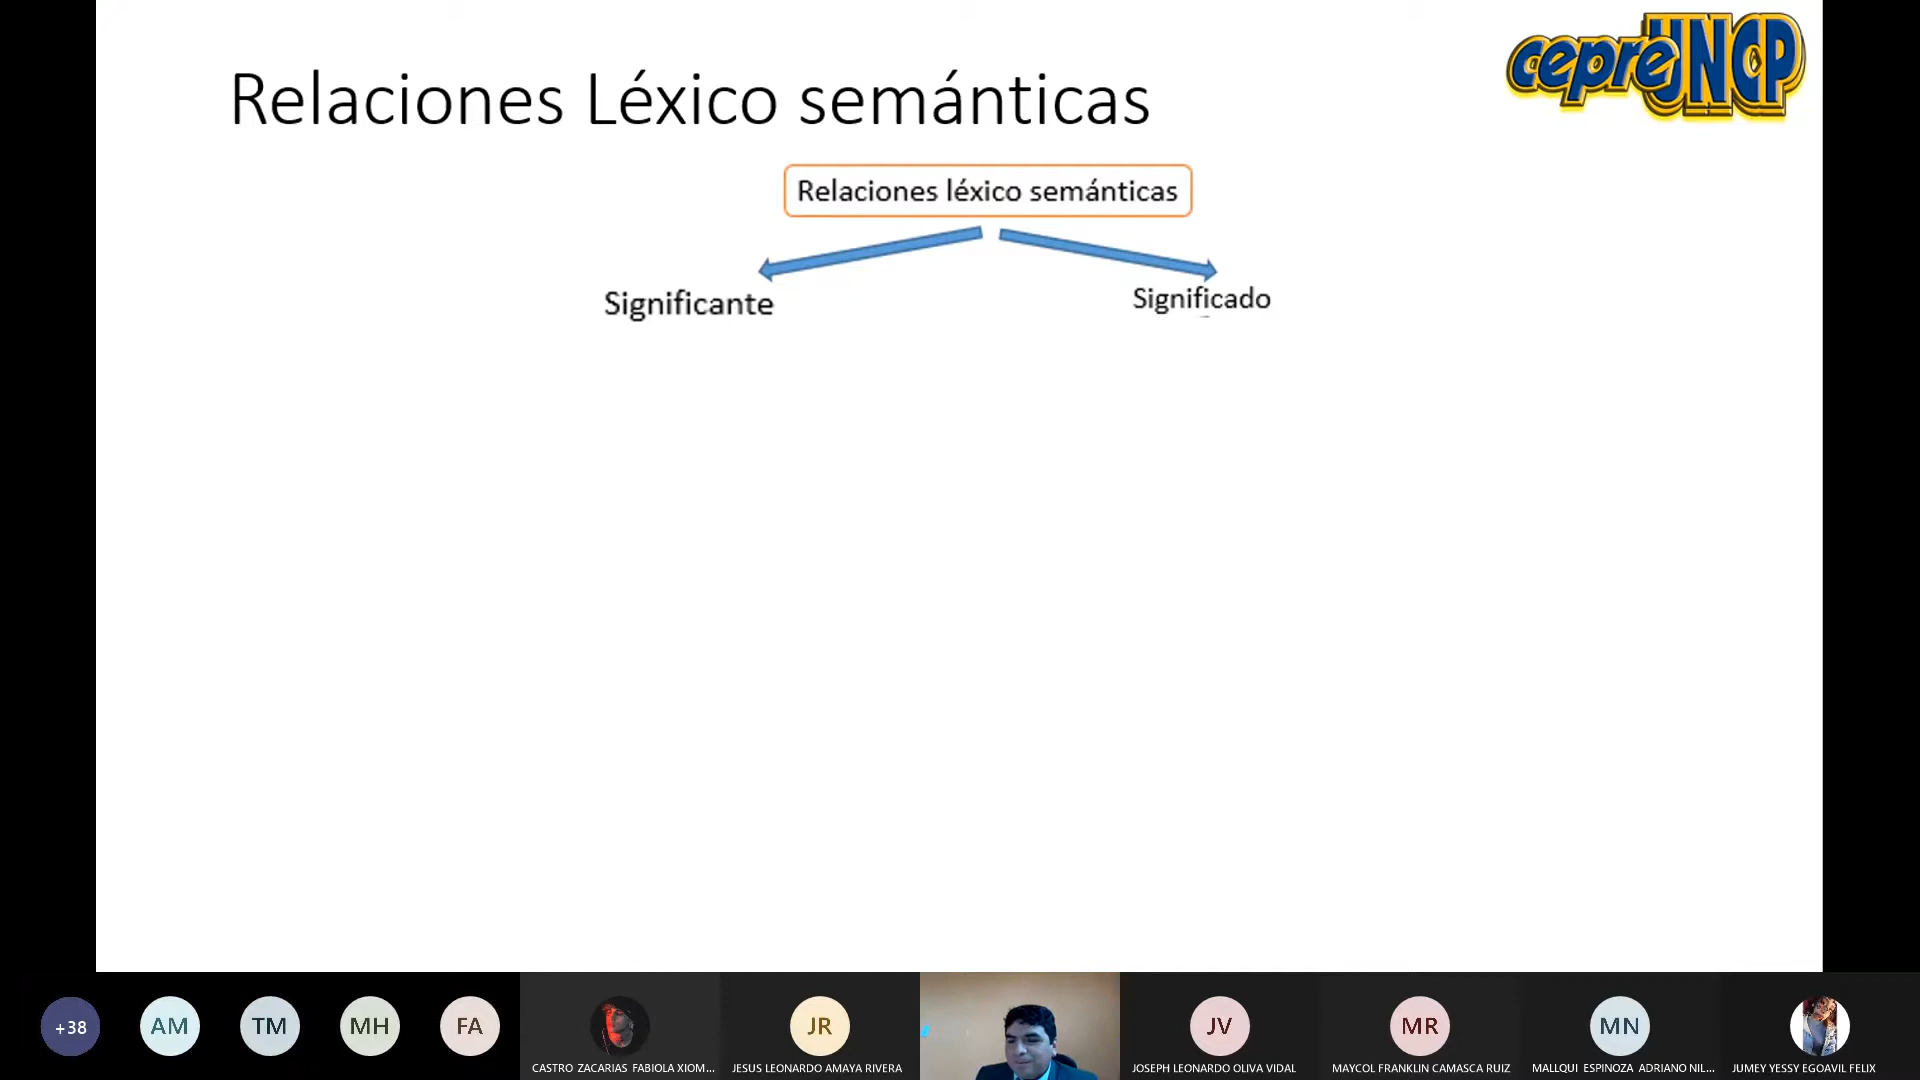 cepreUNCP
Relaciones Léxico semánticas
Relaciones léxico semánticas
Significante
Significado
+38
AM
TM
MH
FA
JR
JV
MR
MN
CASTRO ZACARIAS FABIOLA XIOM...
JESUS LEONARDO AMAYA RIVERA
JOSEPH LEONARDO OLIVA VIDAL
MAYCOL FRANKLIN CAMASCA RUIZ
MALLQUI ESPINOZA ADRIANO NIL...
JUMEY YESSY EGOAVIL FELIX